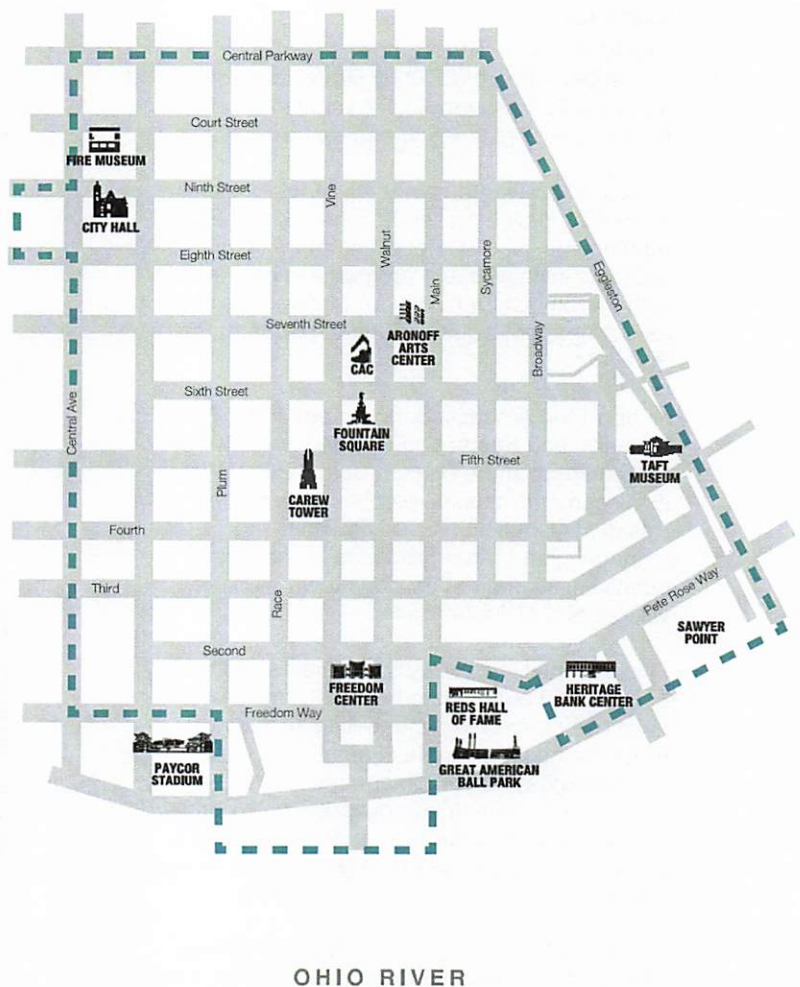 Central Parkway
Court Street
FIRE MUSEUM
Ninth Street
Vine
CITY HALL
Walnut
Eighth Street
Sycamore
Eggleston
Main
Seventh Street
ARONOFF
ARTS
CENTER
Broadway
CAC
Sixth Street
Central Ave
FOUNTAIN
SQUARE
Fifth Street
TAFT
MUSEUM
Plum
CAREW
TOWER
Fourth
Third
Race
Pete Rose Way
SAWYER
POINT
Second
FREEDOM
CENTER
HERITAGE
BANK CENTER
REDS HALL
OF FAME
Freedom Way
PAYCOR
STADIUM
GREAT AMERICAN
BALL PARK
OHIO RIVER